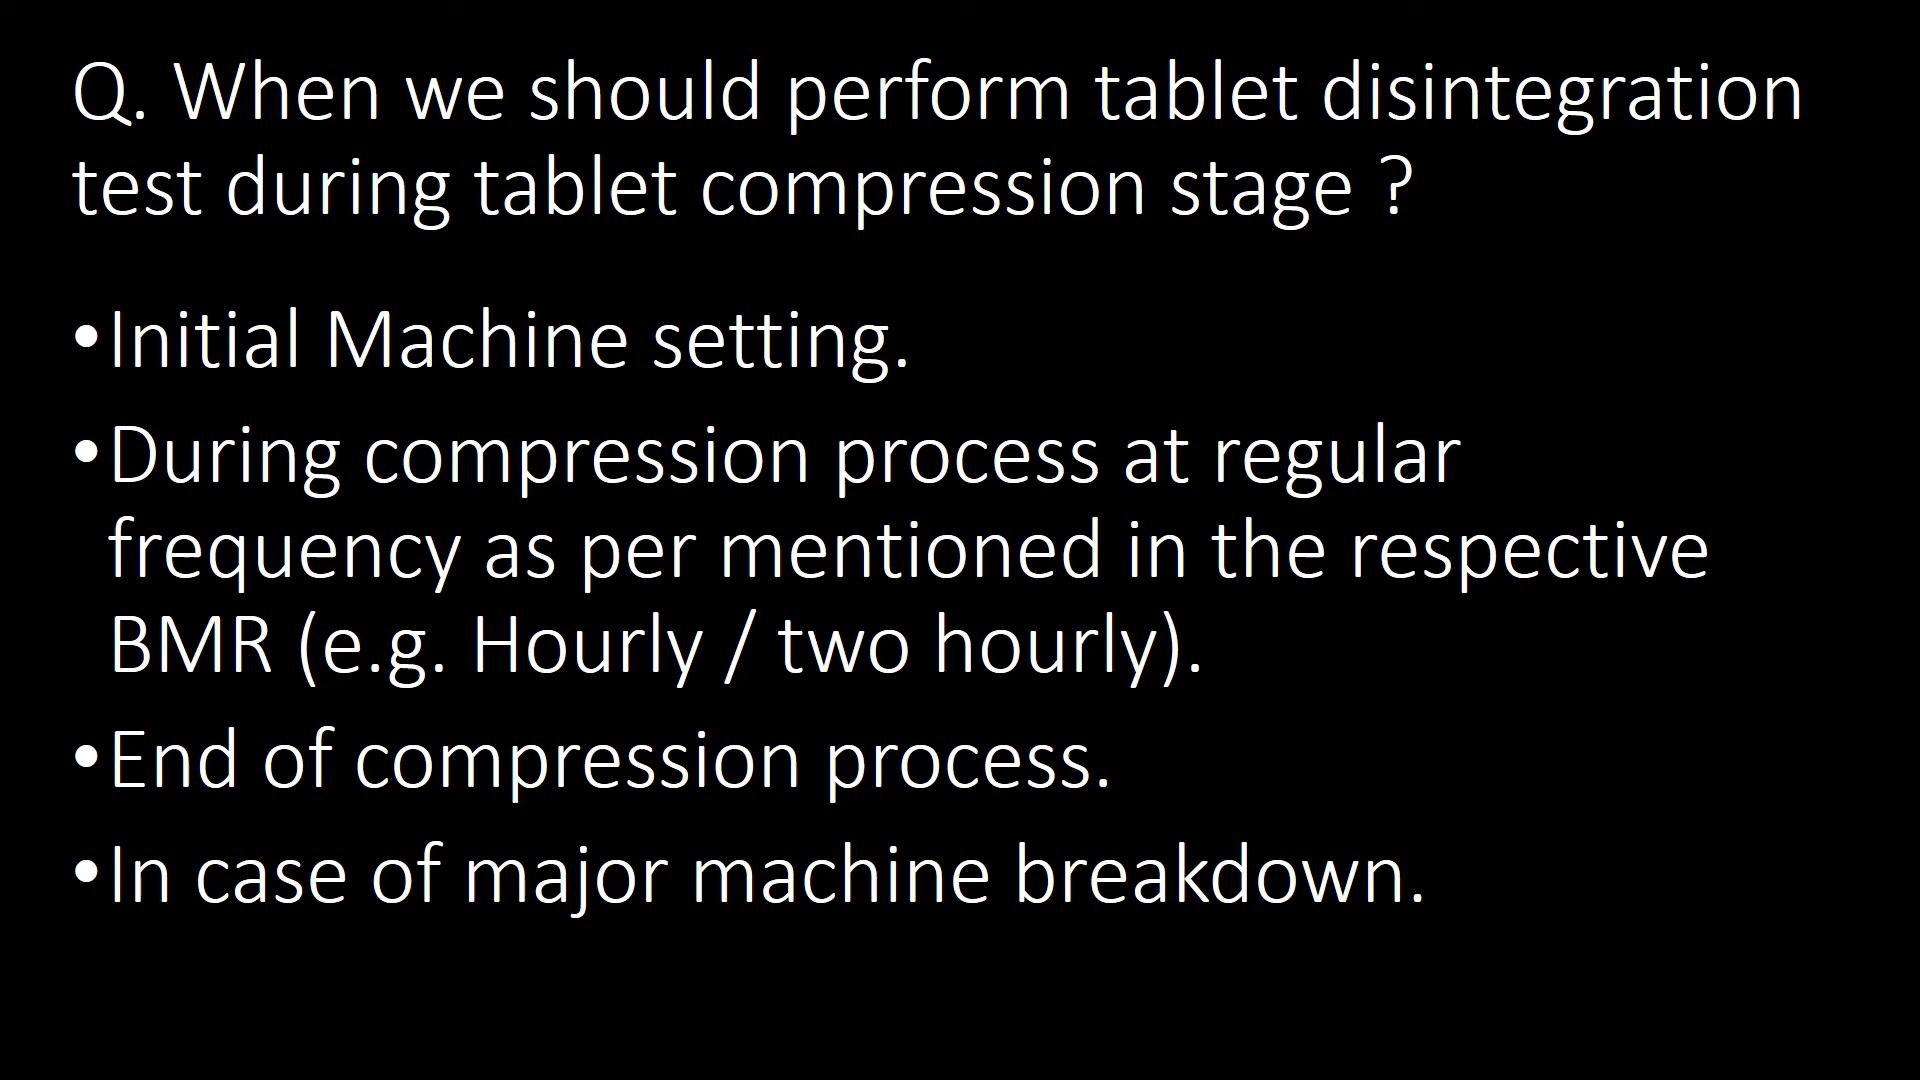 Q. When we should perform tablet disintegration
test during tablet compression stage ?
•Initial Machine setting.
•During compression process at regular
frequency as per mentioned in the respective
BMR (e.g. Hourly / two hourly).
•End of compression process.
•In case of major machine breakdown.